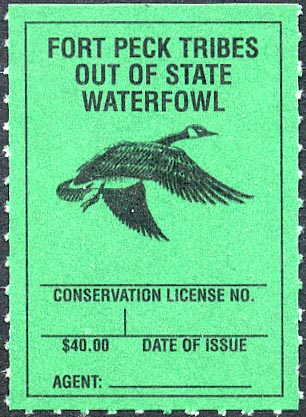 FORT PECK TRIBES
OUT OF STATE
WATERFOWL
CONSERVATION LICENSE NO.
$40.00 DATE OF ISSUE
AGENT: